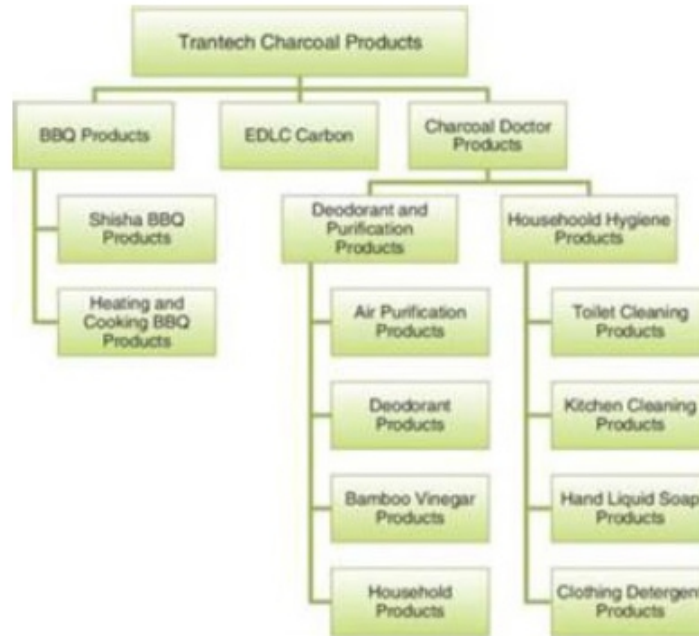 Trantech Charcoal Products
BBQ Products
EDLC Carbon
Charcoal Doctor
Products
Shisha BBQ
Products
Heating and
Cooking BBQ
Products
Deodorant and
Purification
Products
Househoold Hygiene
Products
Air Purification
Products
Deodorant
Products
Bamboo Vinegar
Products
Household
Products
Toilet Cleaning
Products
Kitchen Cleaning
Products
Hand Liquid Soap
Products
Clothing Detergent
Products